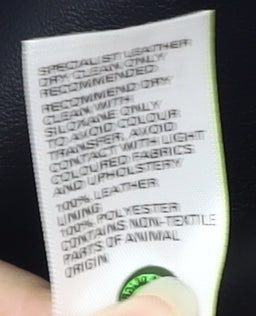 SPECIALIST LEATHER
DRY CLEAN ONLY
RECOMMENDED
RECOMMEND DRY
CLEAN WITH
SILOXANE ONLY
TO AVOID COLOUR
TRANSFER, AVOID
CONTACT WITH LIGHT
COLOURED FABRICS
AND UPHOLSTERY
100% LEATHER
LINING
100% POLYESTER
CONTAINS NON-TEXTILE
PARTS OF ANIMAL
ORIGIN